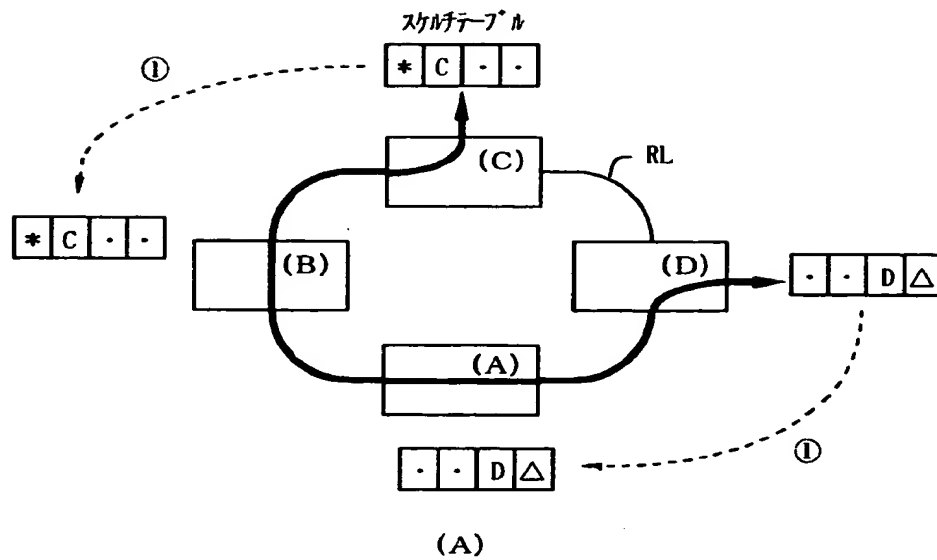 スケルチテーブル
* C ・ ・
①
(C)
RL
* C ・ ・
(B)
(D)
・ ・ D △
(A)
①
・ ・ D △
(A)